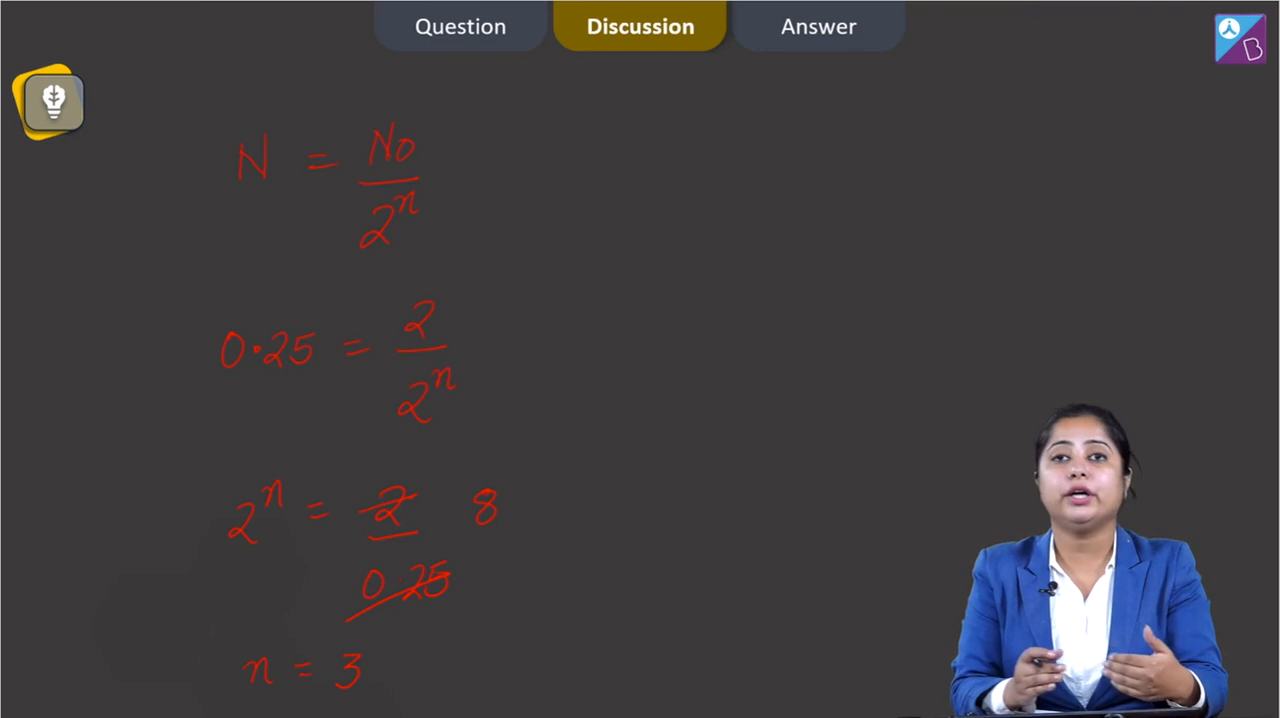 Question Discussion Answer
B
N = No / 2^n
0.25 = 2 / 2^n
2^n = 2 / 0.25 8
n = 3